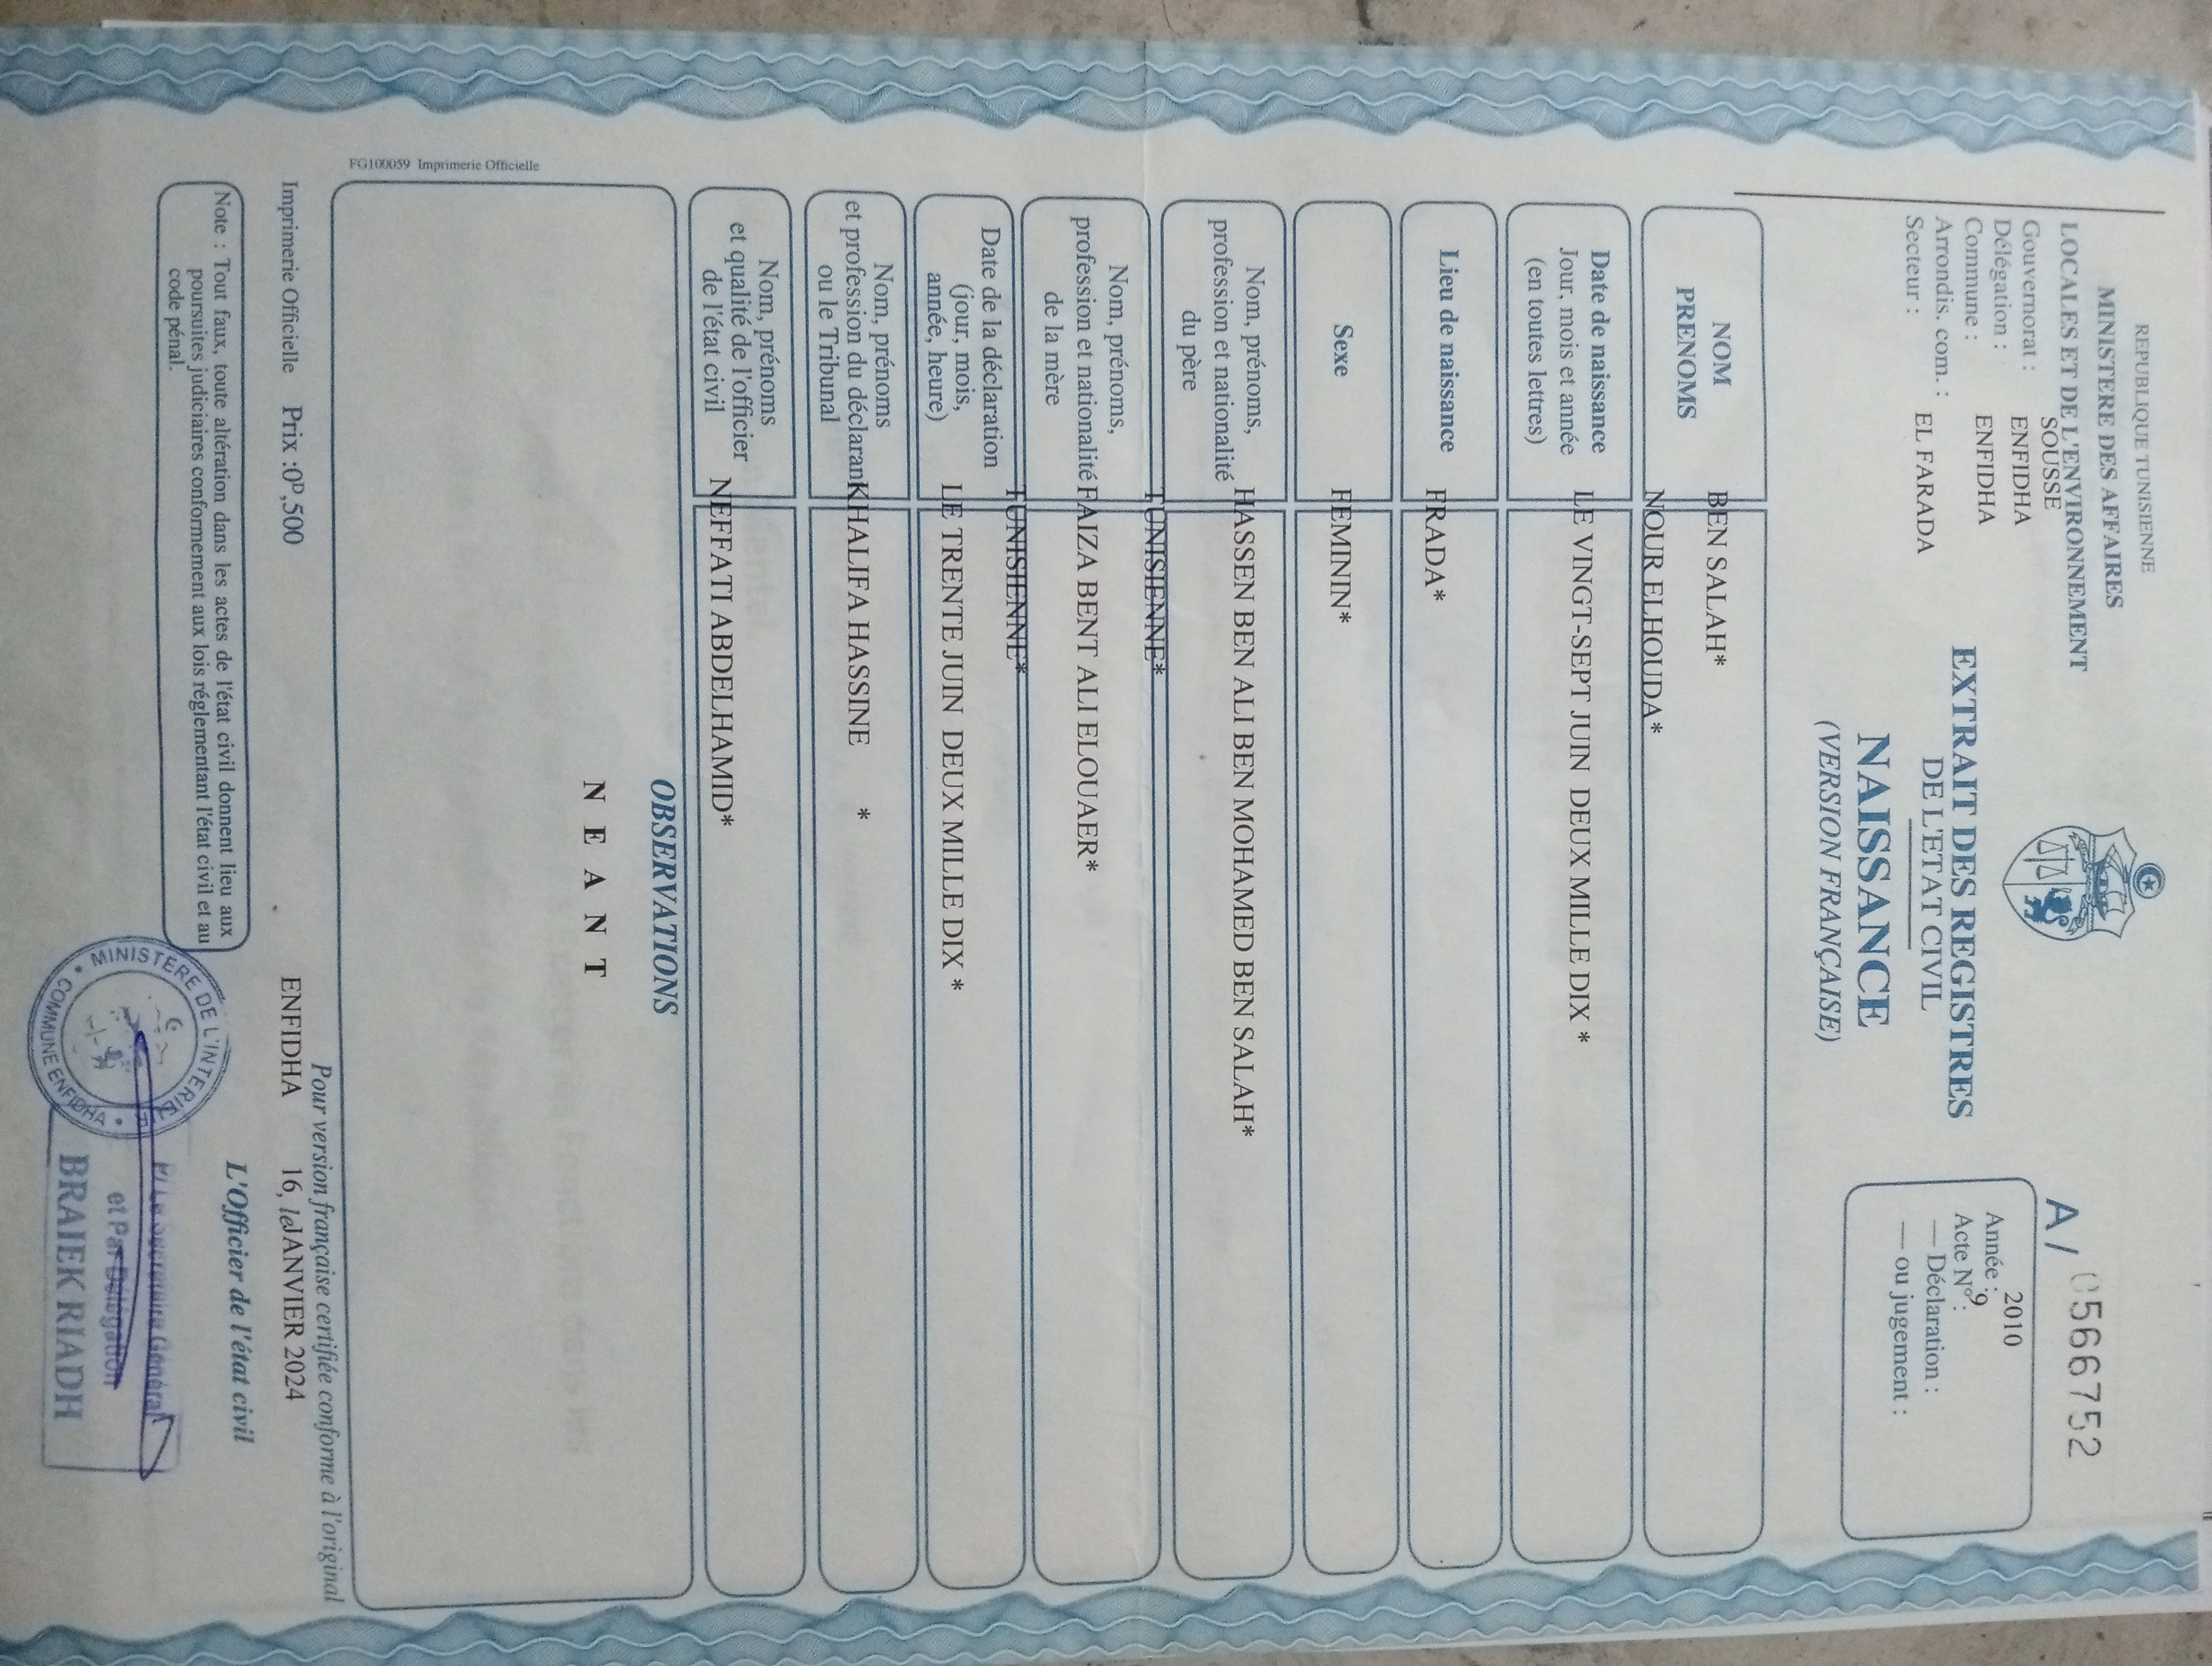 REPUBLIQUE TUNISIENNE
MINISTERE DES AFFAIRES
LOCALES ET DE L'ENVIRONNEMENT
Gouvernorat : SOUSSE
Délégation : ENFIDHA
Commune : ENFIDHA
Arrondis. com. :
Secteur : EL FARADA
EXTRAIT DES REGISTRES
DE L'ETAT CIVIL
NAISSANCE
(VERSION FRANÇAISE)
A/ 0566752
Année : 2010
Acte N° : 9
— Déclaration :
— ou jugement :
NOM BEN SALAH*
PRENOMS NOUR ELHOUDA*
Date de naissance
Jour, mois et année LE VINGT-SEPT JUIN DEUX MILLE DIX *
(en toutes lettres)
Lieu de naissance FRADA*
Sexe FEMININ*
Nom, prénoms,
profession et nationalité HASSEN BEN ALI BEN MOHAMED BEN SALAH*
du père
TUNISIENNE*
Nom, prénoms,
profession et nationalité FAIZA BENT ALI ELOUAER*
de la mère
TUNISIENNE*
Date de la déclaration
(jour, mois, LE TRENTE JUIN DEUX MILLE DIX *
année, heure)
Nom, prénoms
et profession du déclarant KHALIFA HASSINE *
ou le Tribunal
Nom, prénoms
et qualité de l'officier NEFFATI ABDELHAMID*
de l'état civil
OBSERVATIONS
N E A N T
FG100059 Imprimerie Officielle
Pour version française certifiée conforme à l'original
Imprimerie Officielle Prix :0D,500
ENFIDHA 16, le JANVIER 2024
L'Officier de l'état civil
Note : Tout faux, toute altération dans les actes de l'état civil donnent lieu aux
poursuites judiciaires conformement aux lois réglementant l'état civil et au
code pénal.
MINISTERE DE L'INTERIEUR
COMMUNE ENFIDHA
P/ Le Secrétaire Général
et Par Délégation
BRAIEK RIADH